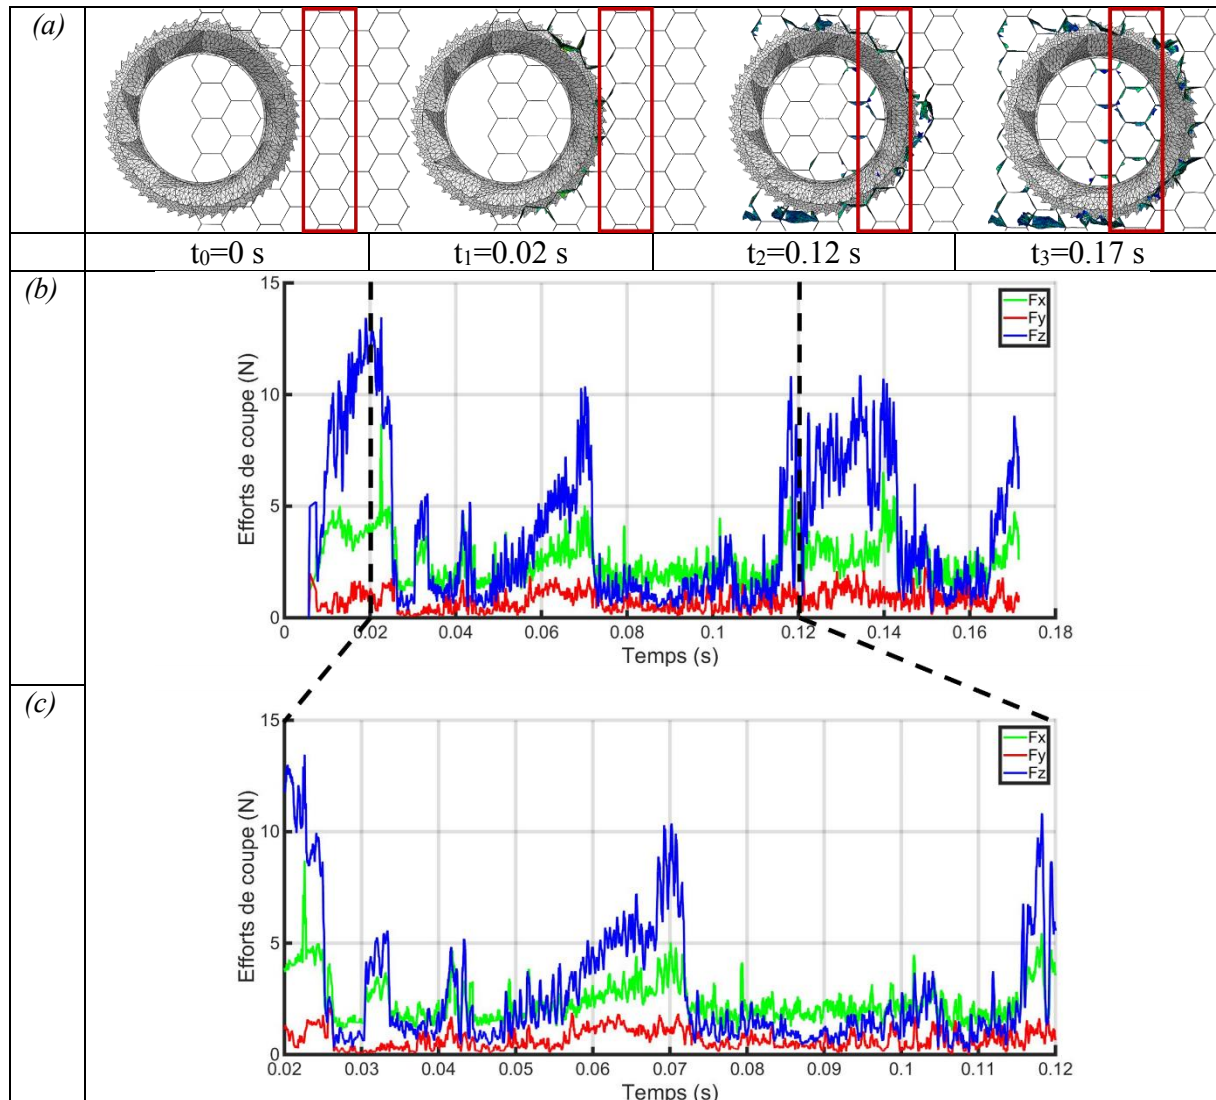 (a)
t₀=0 s
t₁=0.02 s
t₂=0.12 s
t₃=0.17 s
(b)
15
10
5
0
Efforts de coupe (N)
Fx
Fy
Fz
0
0.02
0.04
0.06
0.08
0.1
0.12
0.14
0.16
0.18
Temps (s)
(c)
15
10
5
0
Efforts de coupe (N)
Fx
Fy
Fz
0.02
0.03
0.04
0.05
0.06
0.07
0.08
0.09
0.1
0.11
0.12
Temps (s)